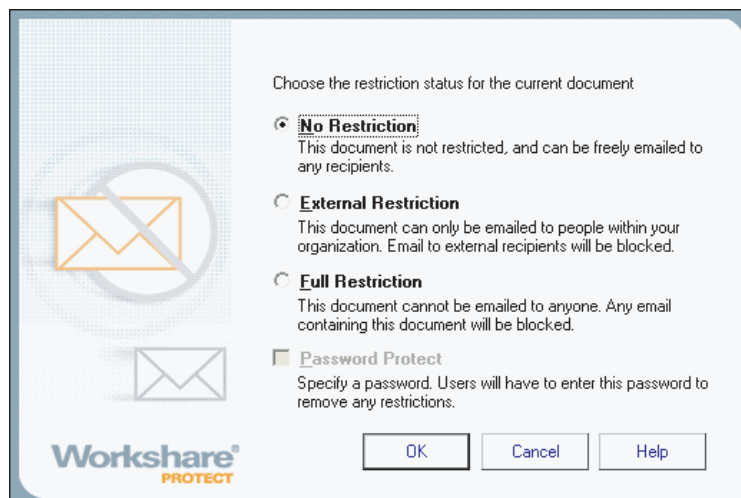 Choose the restriction status for the current document
No Restriction
This document is not restricted, and can be freely emailed to
any recipients.
External Restriction
This document can only be emailed to people within your
organization. Email to external recipients will be blocked.
Full Restriction
This document cannot be emailed to anyone. Any email
containing this document will be blocked.
Password Protect
Specify a password. Users will have to enter this password to
remove any restrictions.
OK Cancel Help
Workshare®
PROTECT